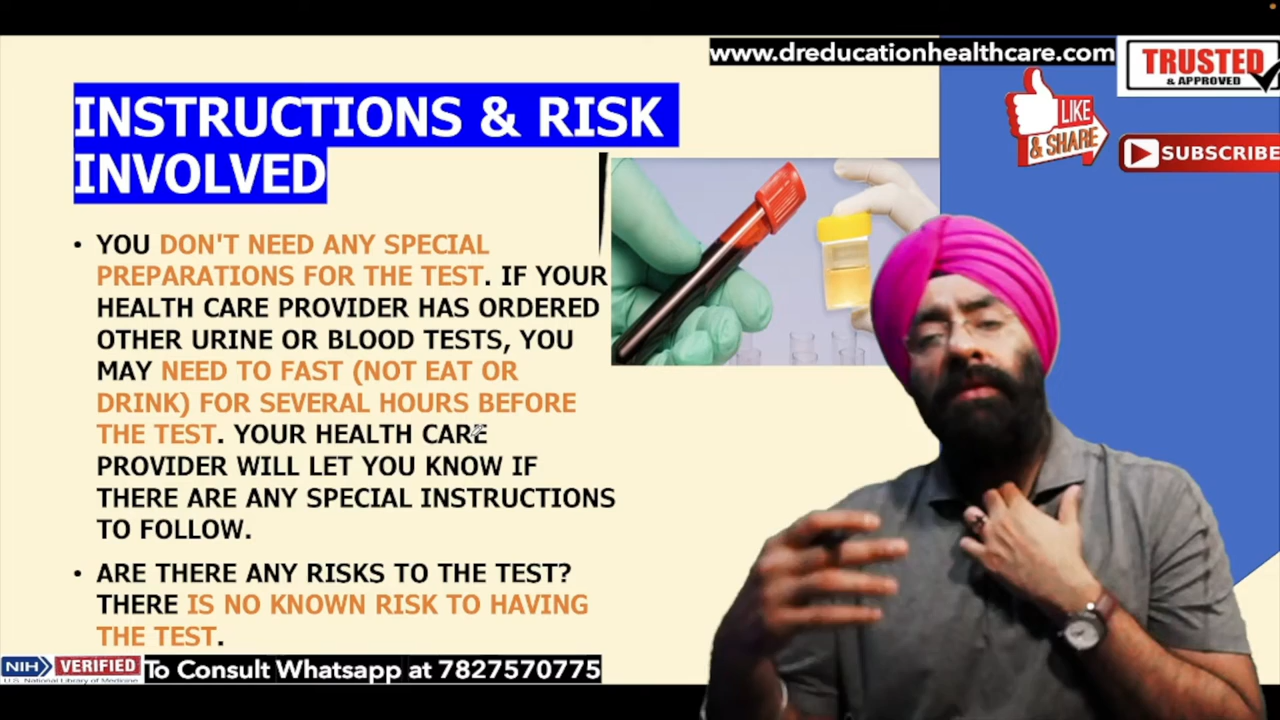 www.dreducationhealthcare.com
TRUSTED
& APPROVED
LIKE
& SHARE
SUBSCRIBE
INSTRUCTIONS & RISK
INVOLVED
• YOU DON'T NEED ANY SPECIAL
PREPARATIONS FOR THE TEST. IF YOUR
HEALTH CARE PROVIDER HAS ORDERED
OTHER URINE OR BLOOD TESTS, YOU
MAY NEED TO FAST (NOT EAT OR
DRINK) FOR SEVERAL HOURS BEFORE
THE TEST. YOUR HEALTH CARE
PROVIDER WILL LET YOU KNOW IF
THERE ARE ANY SPECIAL INSTRUCTIONS
TO FOLLOW.
• ARE THERE ANY RISKS TO THE TEST?
THERE IS NO KNOWN RISK TO HAVING
THE TEST.
NIH VERIFIED
U.S. National Library of Medicine
To Consult Whatsapp at 7827570775